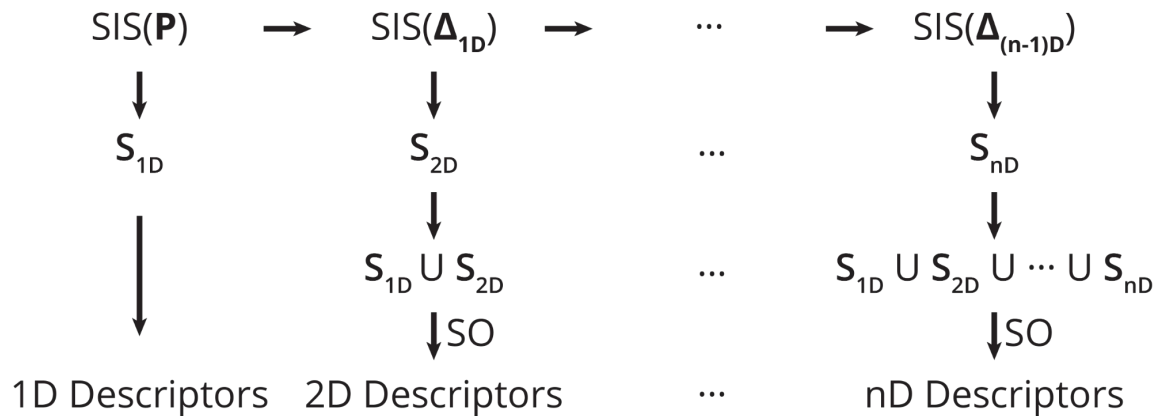 SIS(P) → SIS(Δ1D) → ··· → SIS(Δ(n-1)D)
S1D S2D ··· SnD
S1D U S2D ··· S1D U S2D U ··· U SnD
SO SO
1D Descriptors 2D Descriptors ··· nD Descriptors